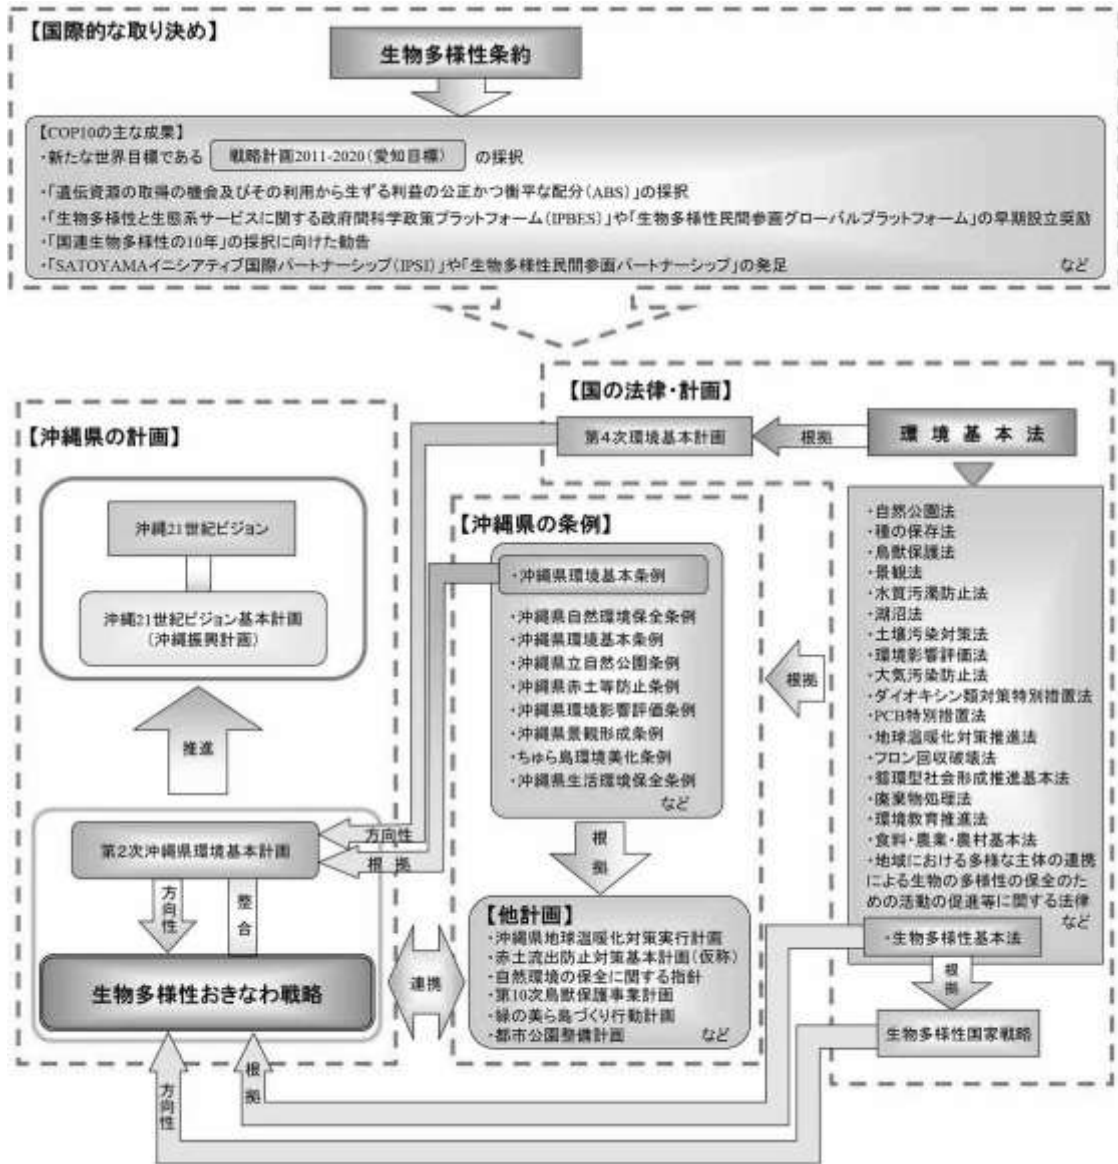 【国際的な取り決め】
生物多様性条約
【COP10の主な成果】
・新たな世界目標である 戦略計画2011-2020(愛知目標) の採択
・「遺伝資源の取得の機会及びその利用から生ずる利益の公正かつ衡平な配分(ABS)」の採択
・「生物多様性と生態系サービスに関する政府間科学政策プラットフォーム(IPBES)」や「生物多様性民間参画グローバルプラットフォーム」の早期設立奨励
・「国連生物多様性の10年」の採択に向けた勧告
・「SATOYAMAイニシアティブ国際パートナーシップ(IPSI)」や「生物多様性民間参画パートナーシップ」の発足
など
【国の法律・計画】
第4次環境基本計画
根拠
環境基本法
・自然公園法
・種の保存法
・鳥獣保護法
・景観法
・水質汚濁防止法
・湖沼法
・土壌汚染対策法
・環境影響評価法
・大気汚染防止法
・ダイオキシン類対策特別措置法
・PCB特別措置法
・地球温暖化対策推進法
・フロン回収破壊法
・循環型社会形成推進基本法
・廃棄物処理法
・環境教育推進法
・食料・農業・農村基本法
・地域における多様な主体の連携
による生物の多様性の保全のた
めの活動の促進等に関する法律
など
・生物多様性基本法
根拠
生物多様性国家戦略
根拠
【沖縄県の条例】
・沖縄県環境基本条例
・沖縄県自然環境保全条例
・沖縄県環境基本条例
・沖縄県立自然公園条例
・沖縄県赤土等防止条例
・沖縄県環境影響評価条例
・沖縄県景観形成条例
・ちゅら島環境美化条例
・沖縄県生活環境保全条例
など
根拠
【他計画】
・沖縄県地球温暖化対策実行計画
・赤土流出防止対策基本計画(仮称)
・自然環境の保全に関する指針
・第10次鳥獣保護事業計画
・緑の美ら島づくり行動計画
・都市公園整備計画
など
【沖縄県の計画】
沖縄21世紀ビジョン
沖縄21世紀ビジョン基本計画
(沖縄振興計画)
推進
第2次沖縄県環境基本計画
方向性
根拠
方向性
整合
生物多様性おきなわ戦略
連携
方向性
根拠